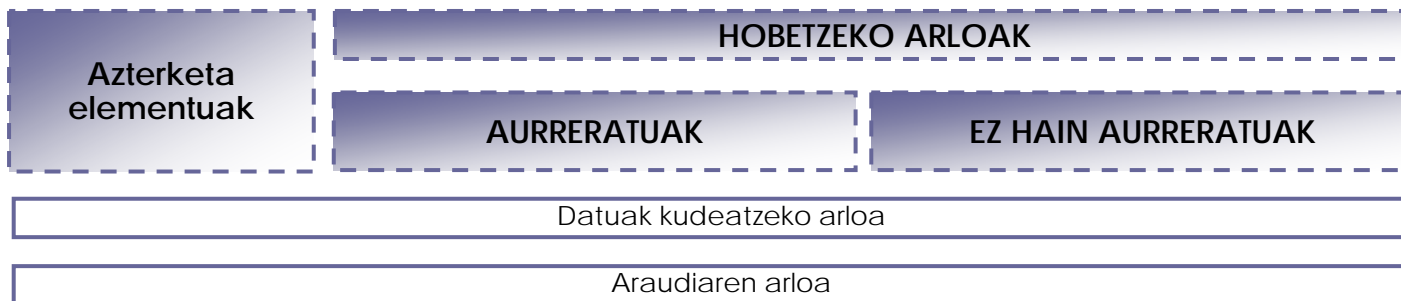 Azterketa
elementuak
HOBETZEKO ARLOAK
AURRERATUAK
EZ HAIN AURRERATUAK
Datuak kudeatzeko arloa
Araudiaren arloa